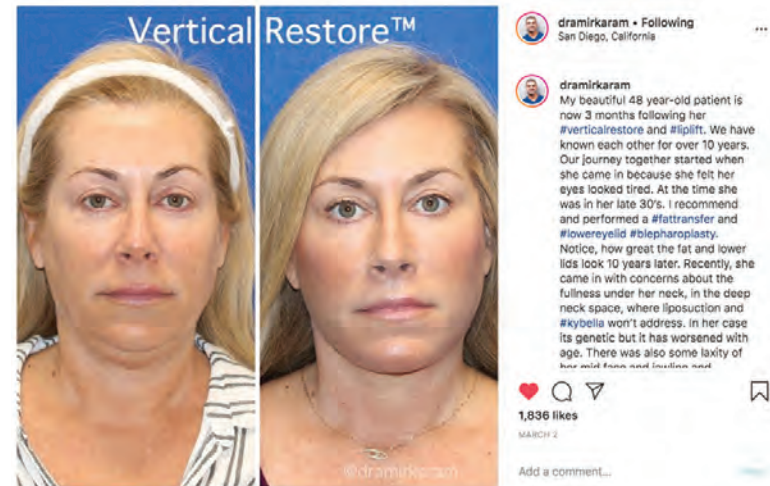 Vertical Restore™
dramirkaram • Following
San Diego, California
dramirkaram
My beautiful 48 year-old patient is
now 3 months following her
#verticalrestore and #liplift. We have
known each other for over 10 years.
Our journey together started when
she came in because she felt her
eyes looked tired. At the time she
was in her late 30's. I recommend
and performed a #fattransfer and
#lowereyelid #blepharoplasty.
Notice, how great the fat and lower
lids look 10 years later. Recently, she
came in with concerns about the
fullness under her neck, in the deep
neck space, where liposuction and
#kybella won't address. In her case
its genetic but it has worsened with
age. There was also some laxity of
her mid face and jawline and
1,836 likes
MARCH 2
Add a comment...
@dramirkaram